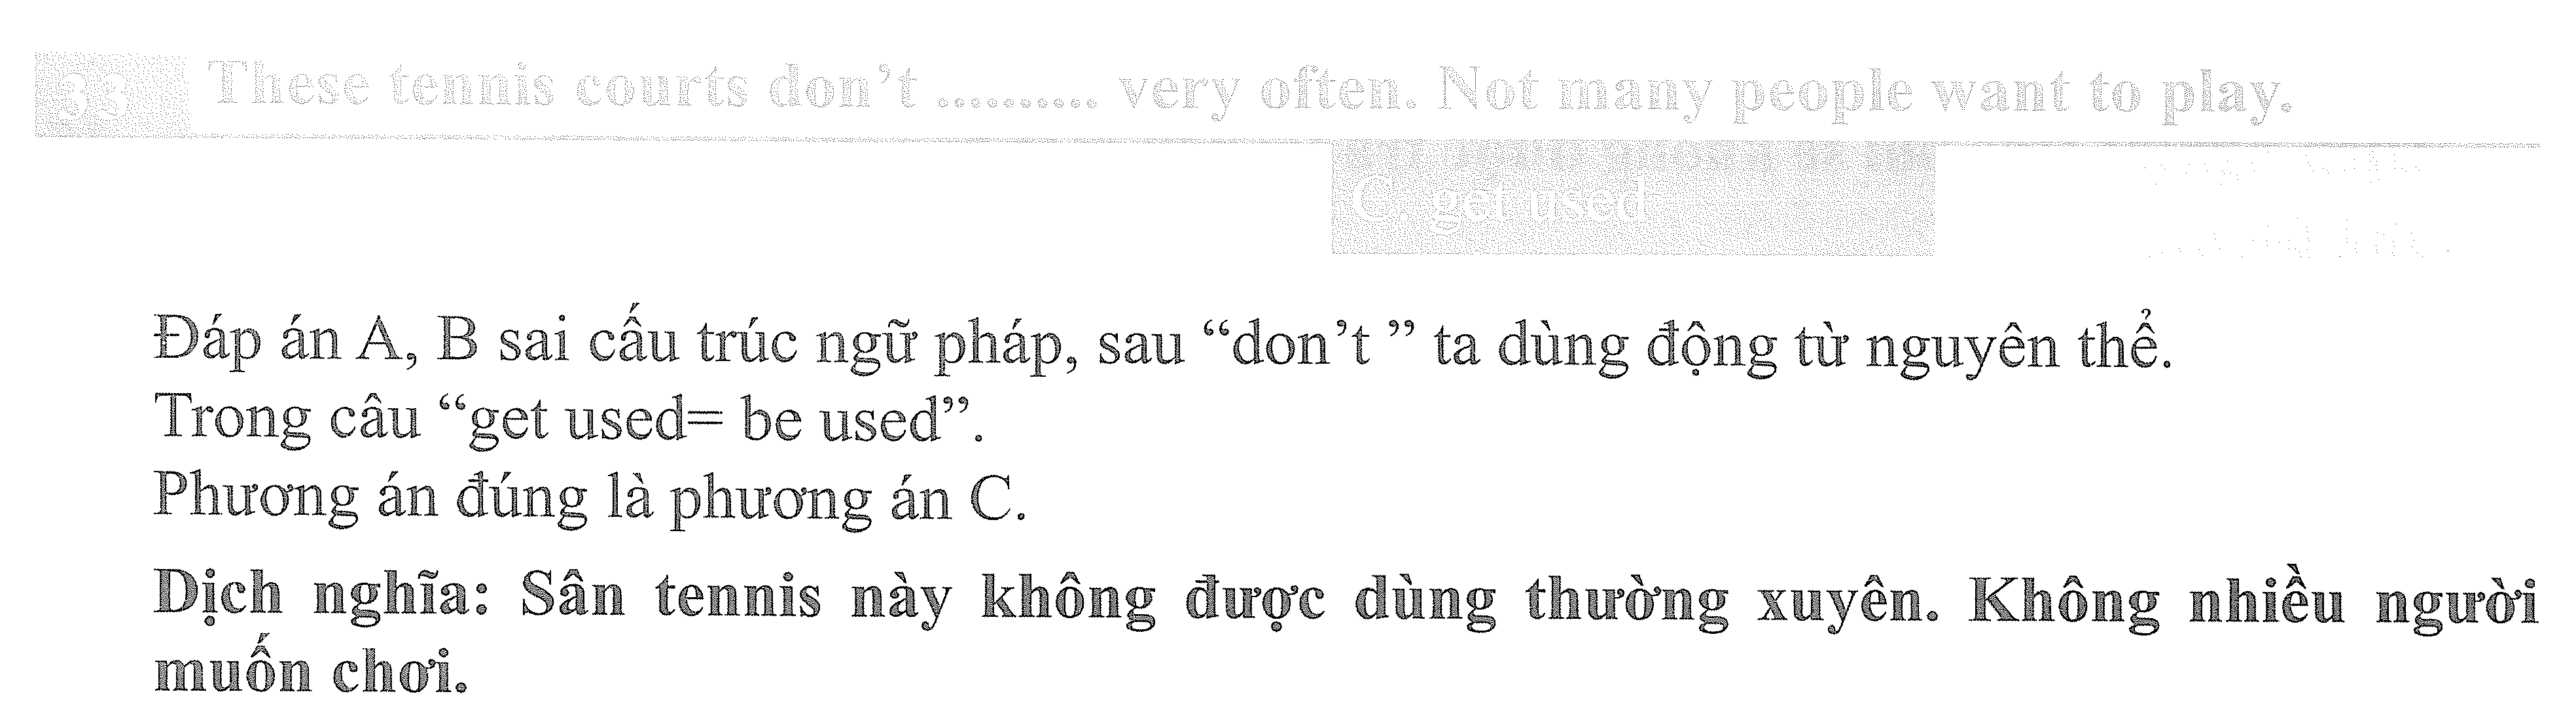 33 These tennis courts don't .......... very often. Not many people want to play.
C. get used
Đáp án A, B sai cấu trúc ngữ pháp, sau “don't ” ta dùng động từ nguyên thể.
Trong câu “get used= be used”.
Phương án đúng là phương án C.
Dịch nghĩa: Sân tennis này không được dùng thường xuyên. Không nhiều người
muốn chơi.